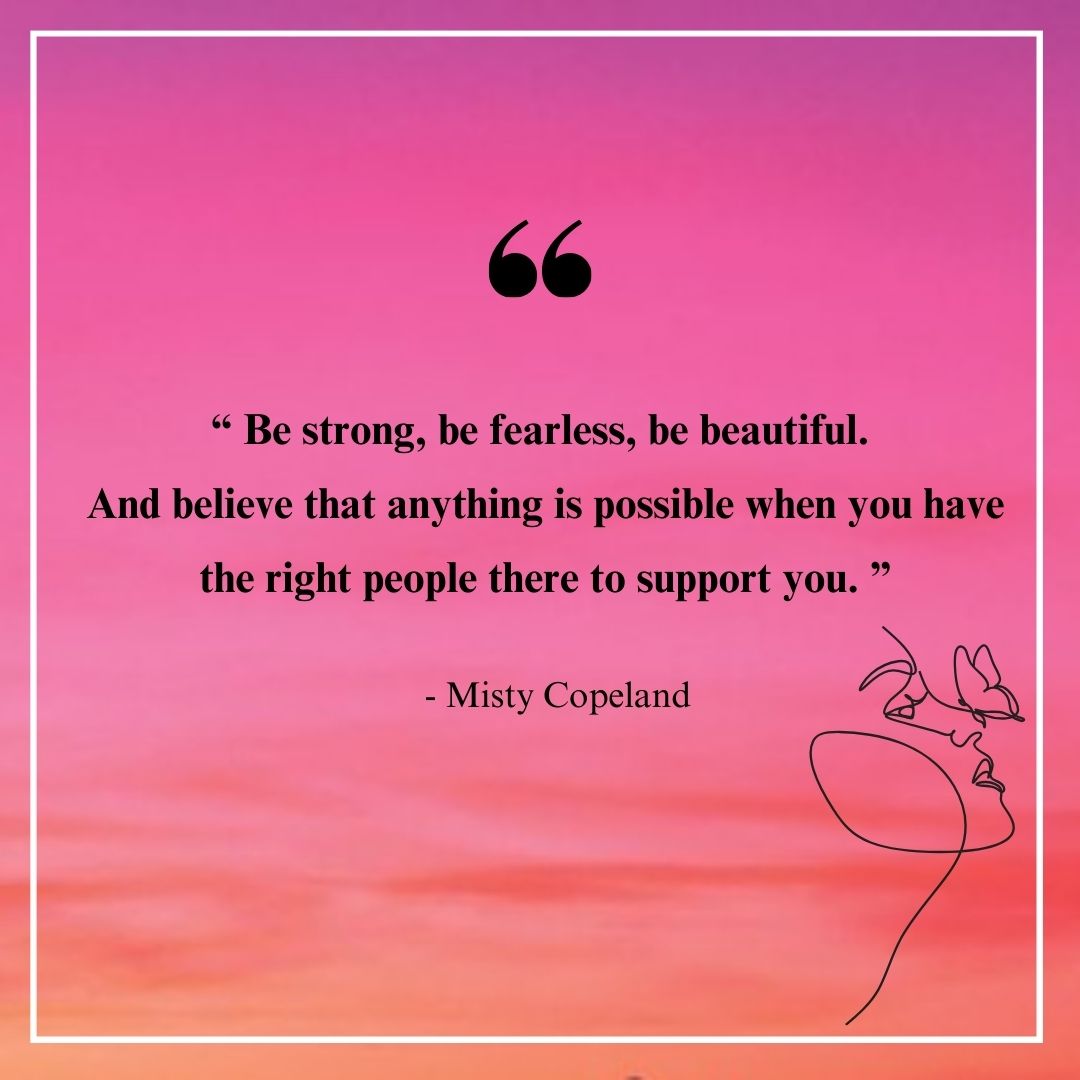 “
“ Be strong, be fearless, be beautiful.
And believe that anything is possible when you have
the right people there to support you. ”
- Misty Copeland